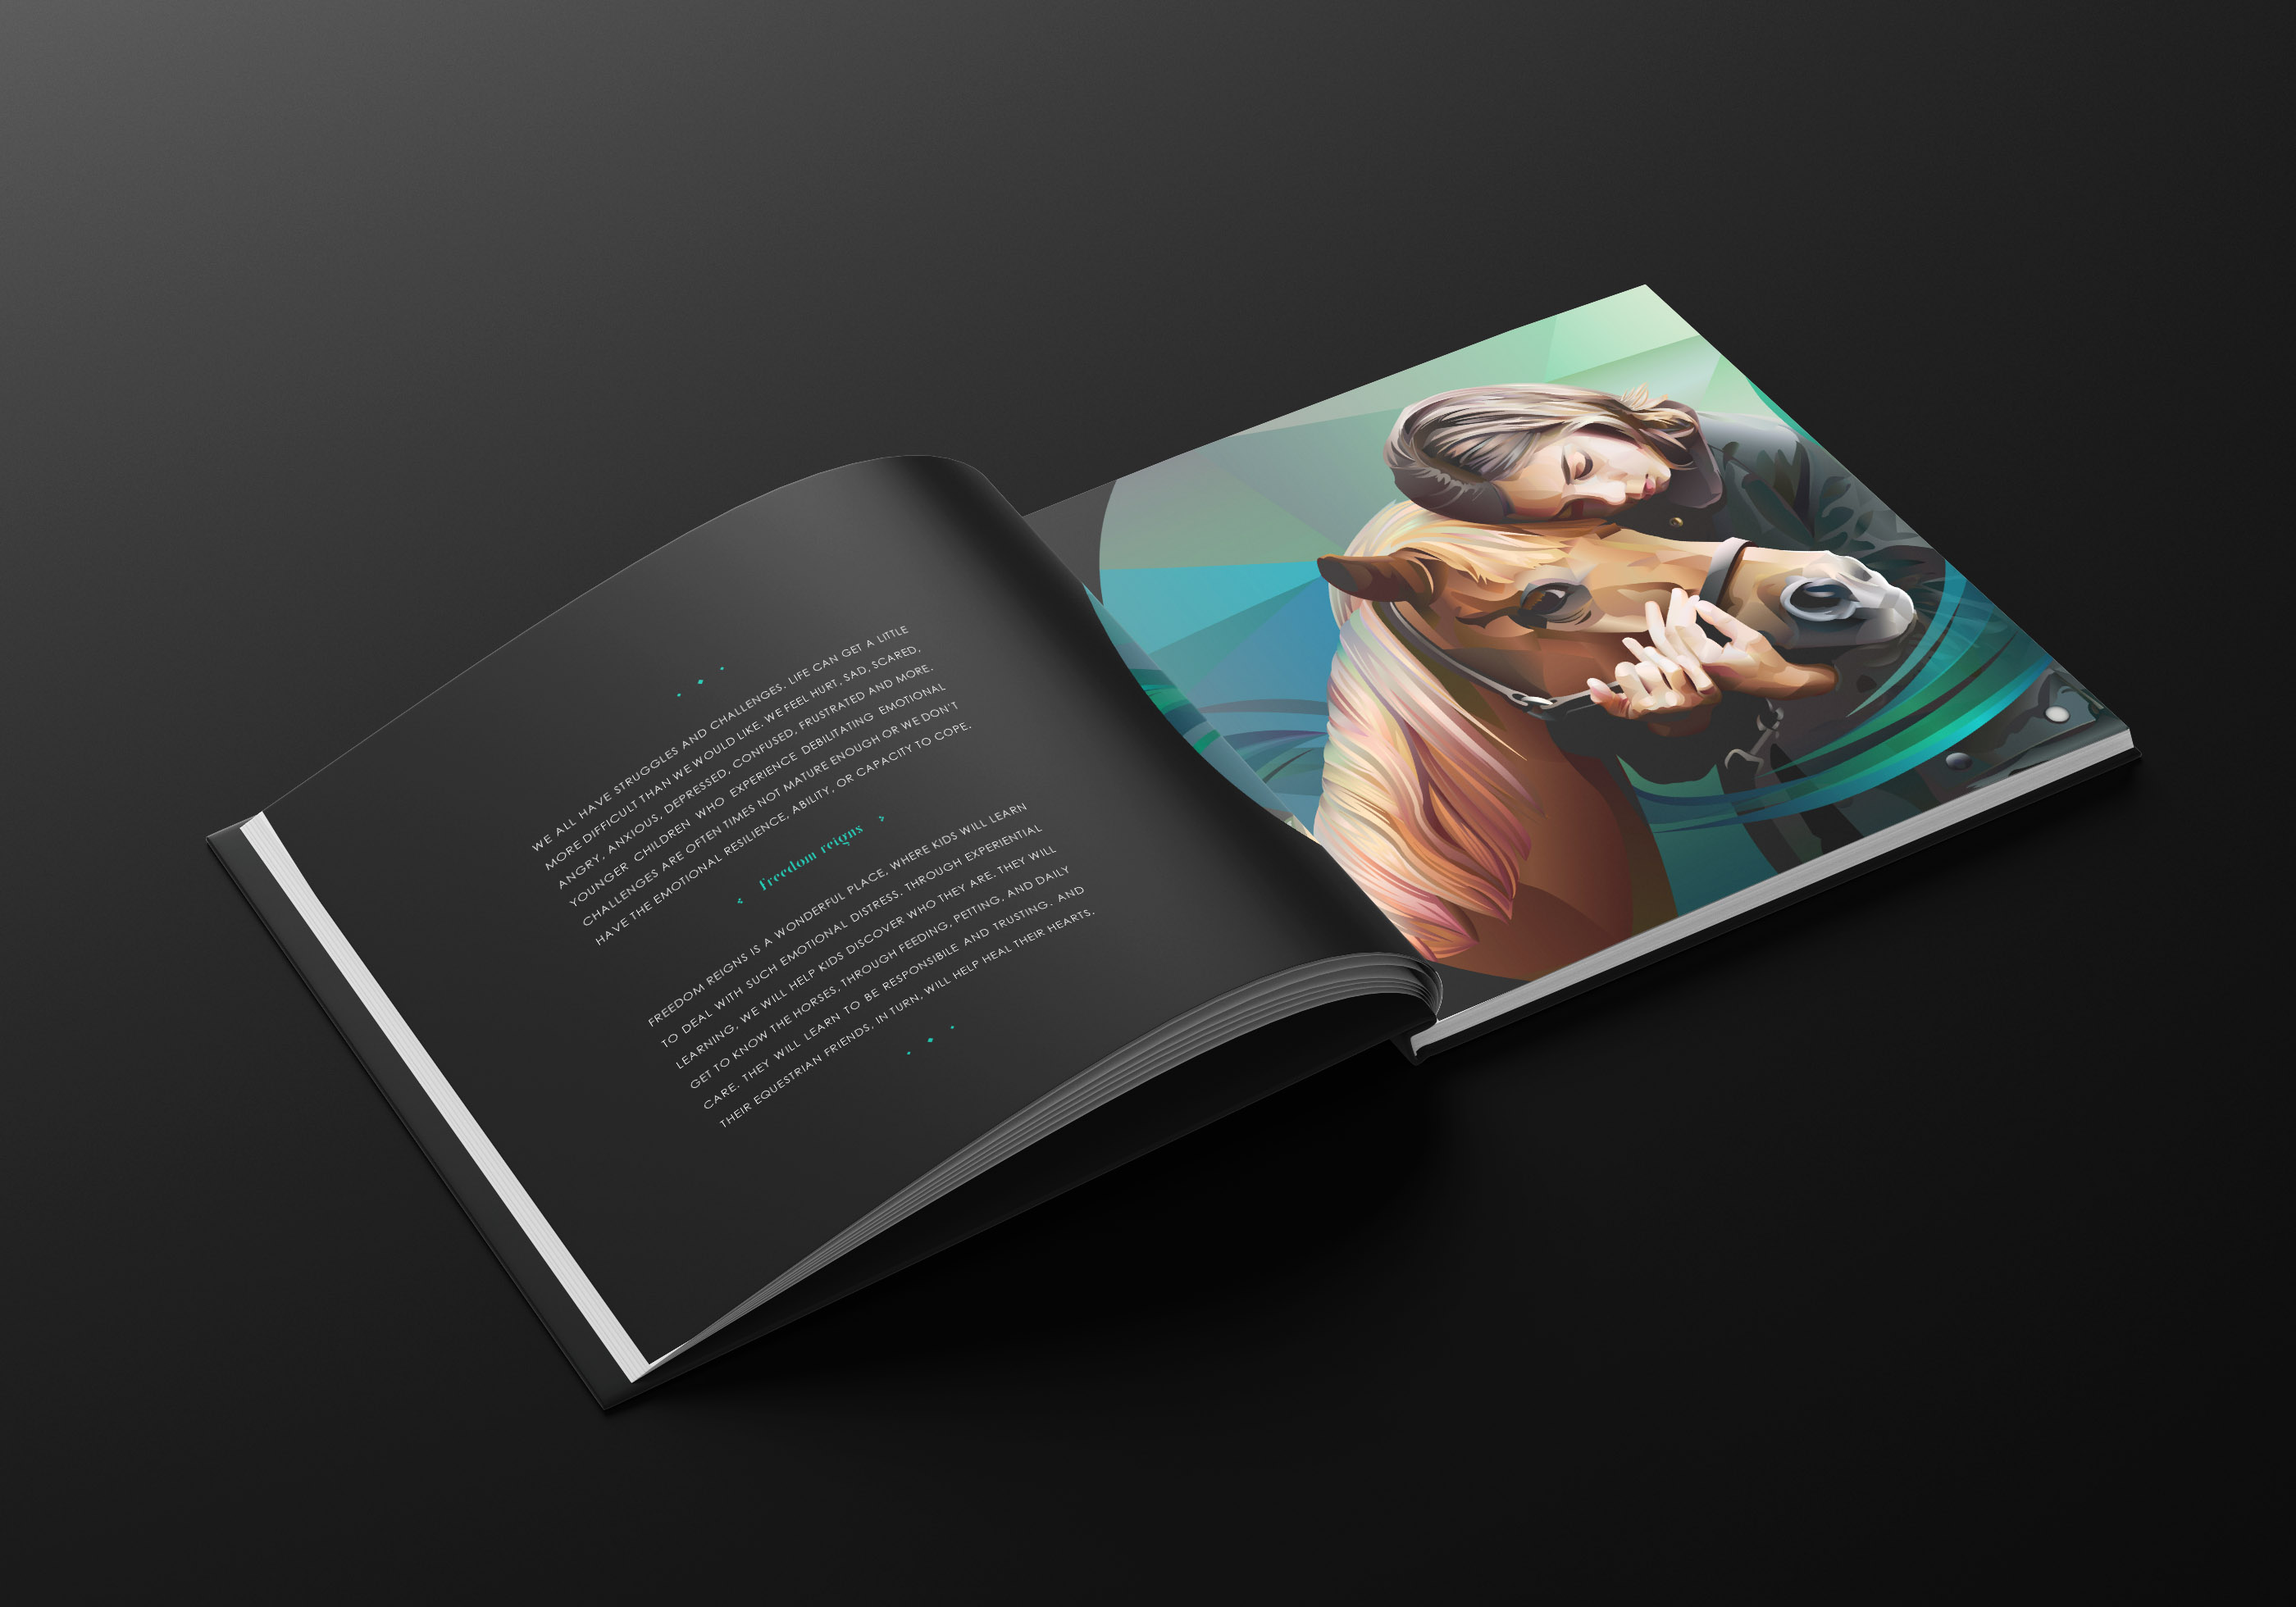 WE ALL HAVE STRUGGLES AND CHALLENGES. LIFE CAN GET A LITTLE
MORE DIFFICULT THAN WE WOULD LIKE. WE FEEL HURT, SAD, SCARED,
ANGRY, ANXIOUS, DEPRESSED, CONFUSED, FRUSTRATED AND MORE.
YOUNGER CHILDREN WHO EXPERIENCE DEBILITATING EMOTIONAL
CHALLENGES ARE OFTEN TIMES NOT MATURE ENOUGH OR WE DON'T
HAVE THE EMOTIONAL RESILIENCE, ABILITY, OR CAPACITY TO COPE.
freedom reigns
FREEDOM REIGNS IS A WONDERFUL PLACE, WHERE KIDS WILL LEARN
TO DEAL WITH SUCH EMOTIONAL DISTRESS. THROUGH EXPERIENTIAL
LEARNING, WE WILL HELP KIDS DISCOVER WHO THEY ARE. THEY WILL
GET TO KNOW THE HORSES, THROUGH FEEDING, PETTING, AND DAILY
CARE. THEY WILL LEARN TO BE RESPONSIBILE AND TRUSTING. AND
THEIR EQUESTRIAN FRIENDS, IN TURN, WILL HELP HEAL THEIR HEARTS.